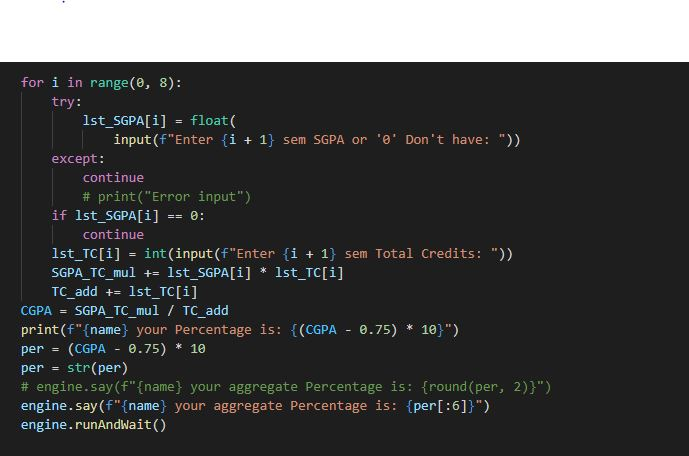 for i in range(0, 8):
    try:
        lst_SGPA[i] = float(
            input(f"Enter {i + 1} sem SGPA or '0' Don't have: "))
    except:
        continue
        # print("Error input")
    if lst_SGPA[i] == 0:
        continue
    lst_TC[i] = int(input(f"Enter {i + 1} sem Total Credits: "))
    SGPA_TC_mul += lst_SGPA[i] * lst_TC[i]
    TC_add += lst_TC[i]
CGPA = SGPA_TC_mul / TC_add
print(f"{name} your Percentage is: {(CGPA - 0.75) * 10}")
per = (CGPA - 0.75) * 10
per = str(per)
# engine.say(f"{name} your aggregate Percentage is: {round(per, 2)}")
engine.say(f"{name} your aggregate Percentage is: {per[:6]}")
engine.runAndWait()